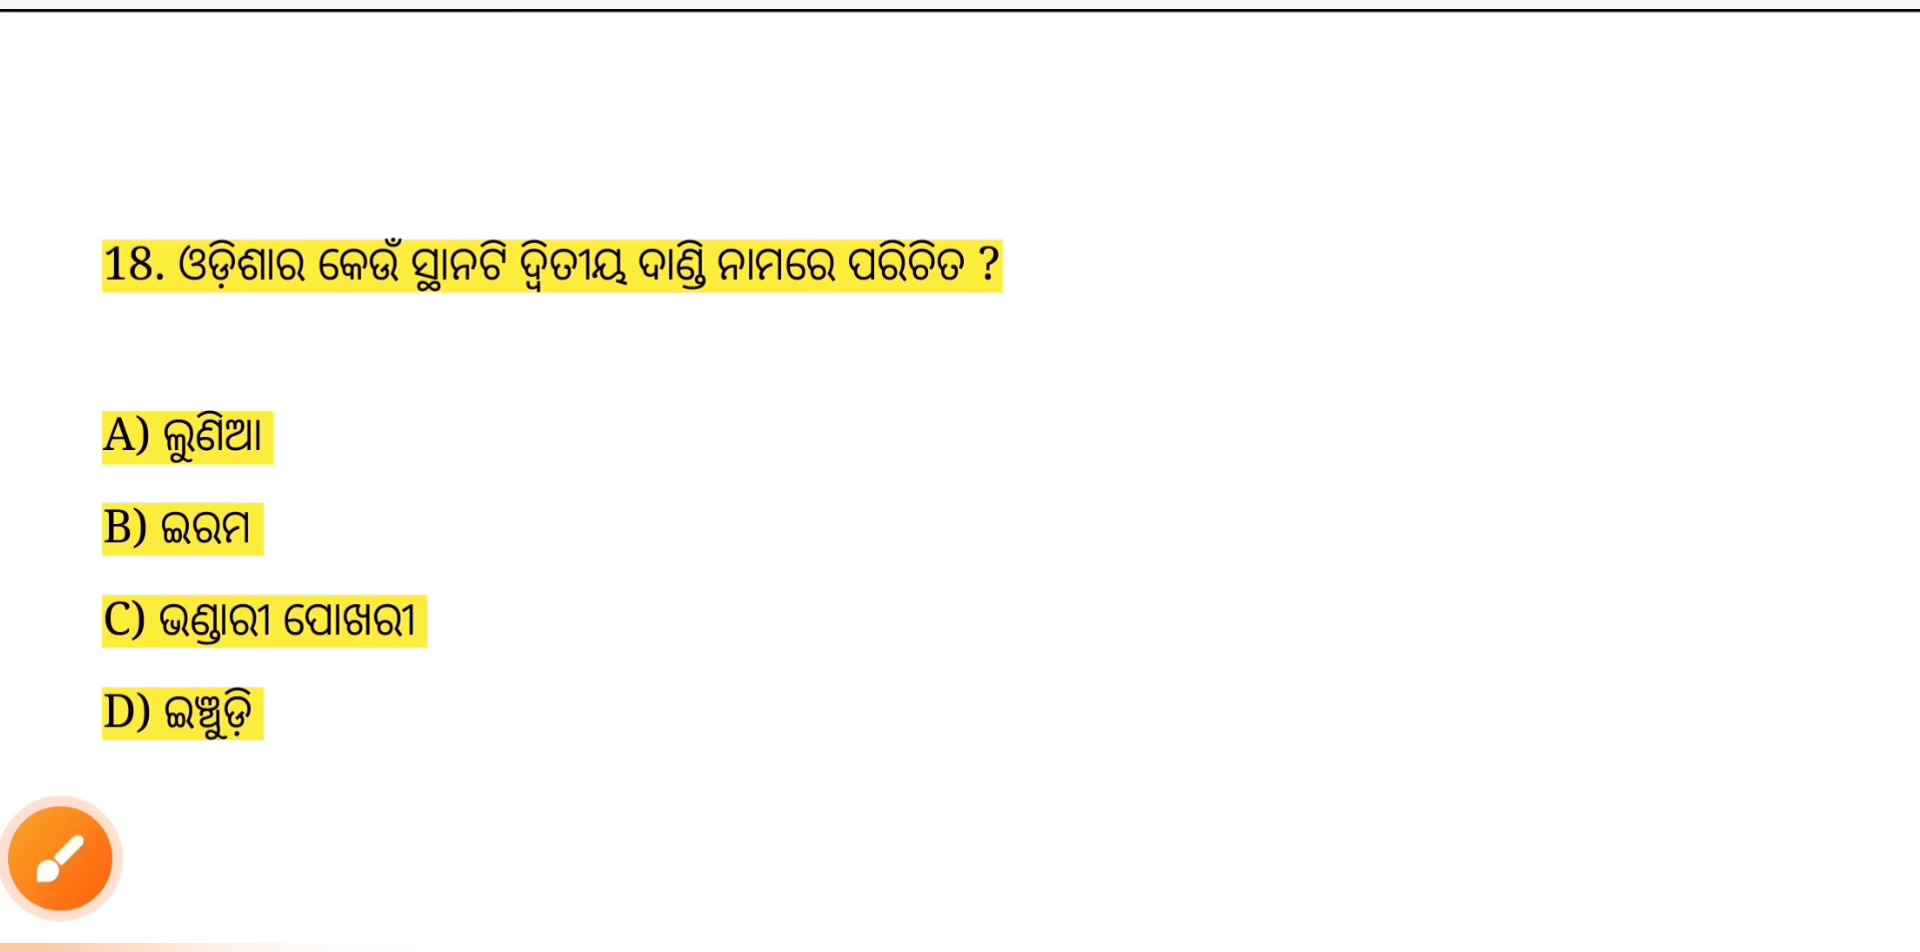 18. ଓଡ଼ିଶାର କେଉଁ ସ୍ଥାନଟି ଦ୍ୱିତୀୟ ଦାଣ୍ଡି ନାମରେ ପରିଚିତ ?
A) ଲୁଣିଆ
B) ଇରମ
C) ଭଣ୍ଡାରୀ ପୋଖରୀ
D) ଇଞ୍ଚୁଡ଼ି